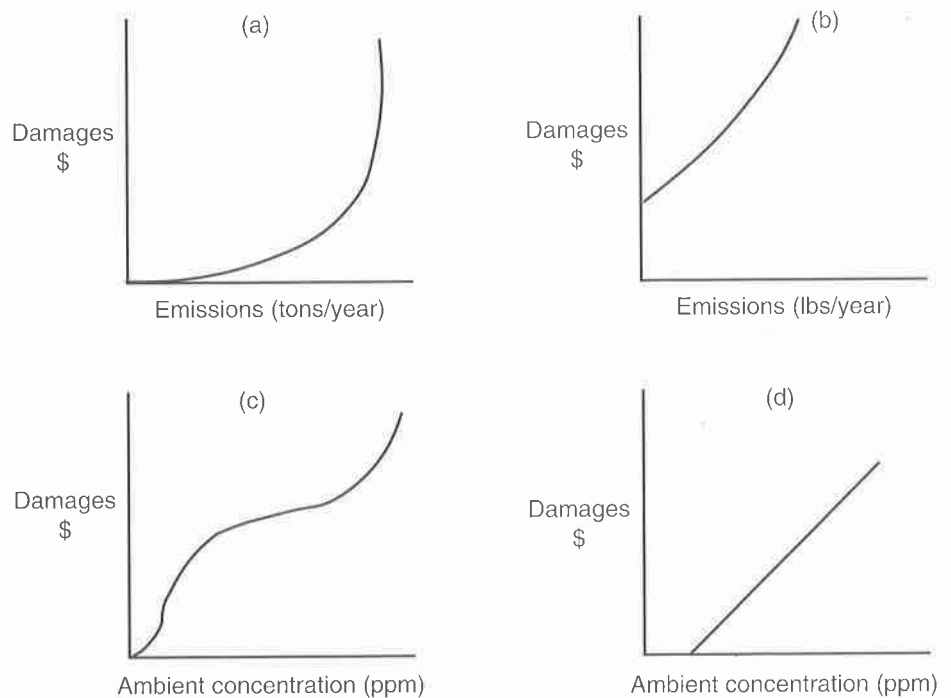 (a)
Damages
$
Emissions (tons/year)
(b)
Damages
$
Emissions (lbs/year)
(c)
Damages
$
Ambient concentration (ppm)
(d)
Damages
$
Ambient concentration (ppm)